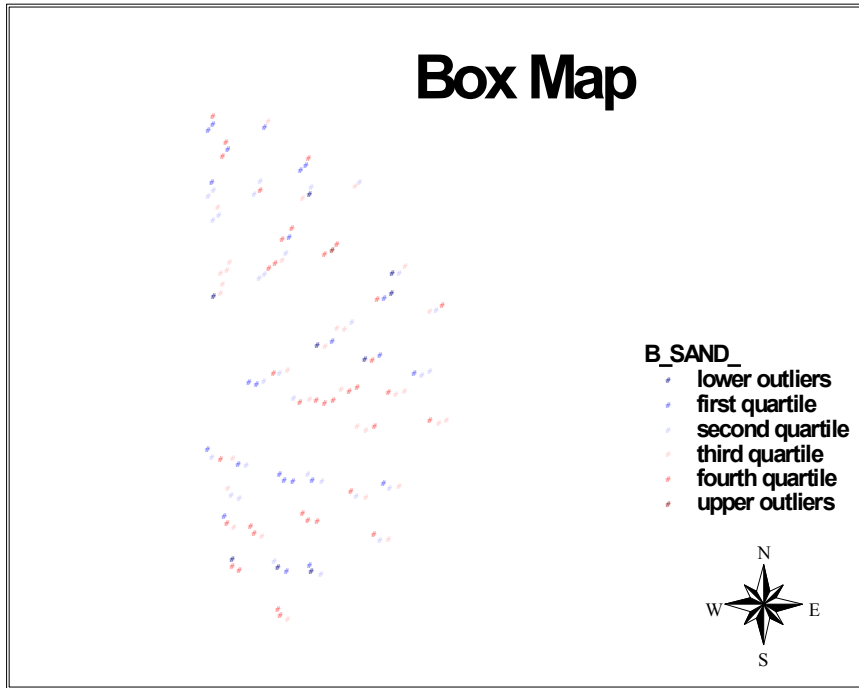 Box Map
B_SAND_
lower outliers
first quartile
second quartile
third quartile
fourth quartile
upper outliers
N
W E
S